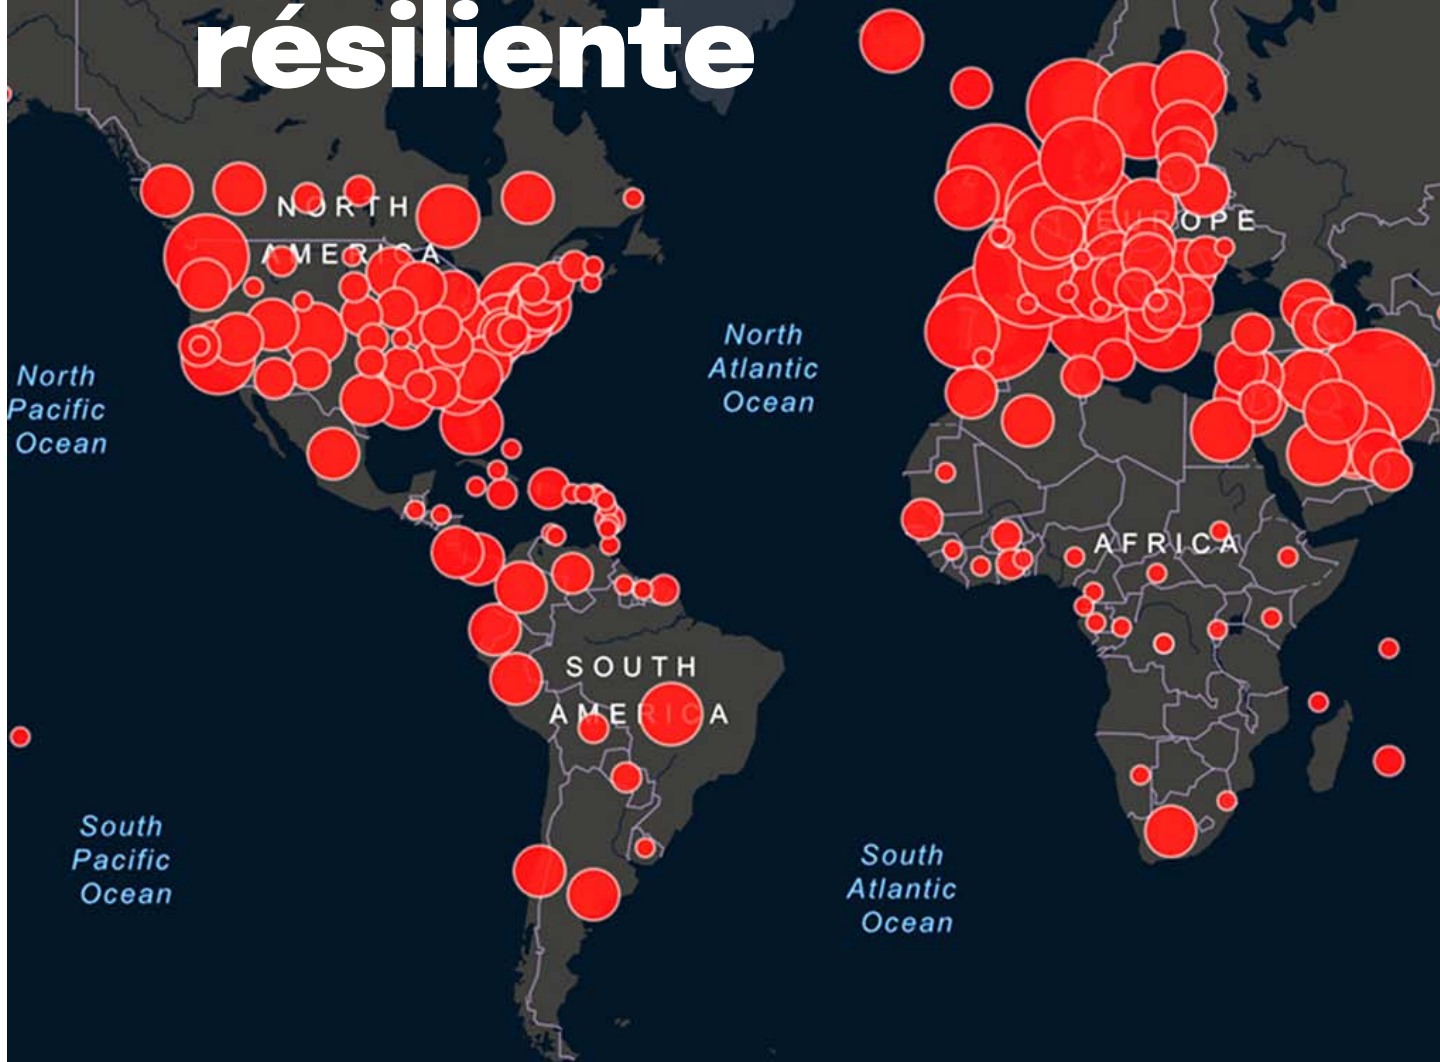 résiliente
NORTH
AMERICA
EUROPE
North
Pacific
Ocean
North
Atlantic
Ocean
AFRICA
SOUTH
AMERICA
South
Pacific
Ocean
South
Atlantic
Ocean